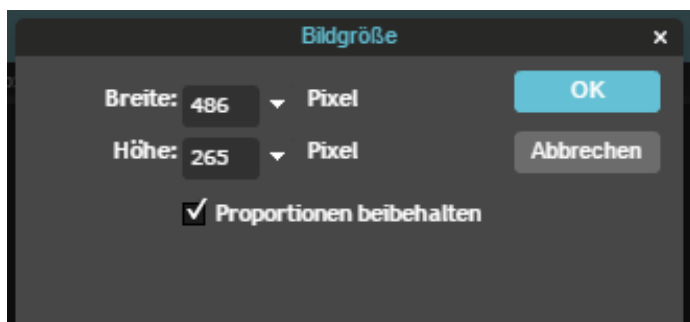 Bildgröße
×
Breite: 486 Pixel OK
Höhe: 265 Pixel Abbrechen
Proportionen beibehalten